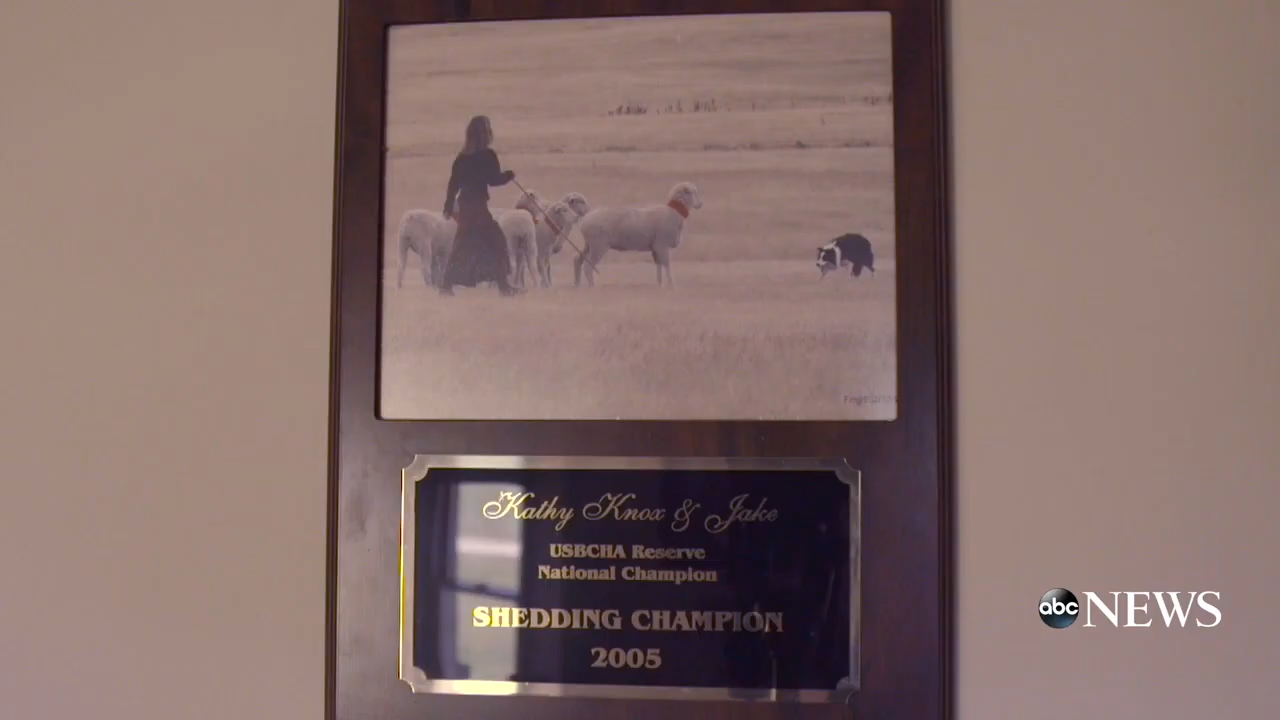 Kathy Knox & Jake
USBCHA Reserve
National Champion
SHEDDING CHAMPION
2005
abc NEWS